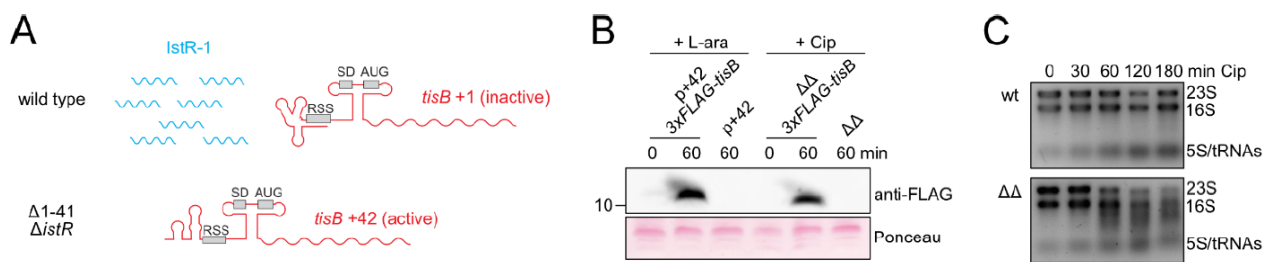 A
IstR-1
wild type
SD AUG
RSS
tisB +1 (inactive)
Δ1-41
ΔistR
SD AUG
RSS
tisB +42 (active)
B
+ L-ara
+ Cip
p+42
3xFLAG-tisB
p+42
ΔΔ
3xFLAG-tisB
ΔΔ
0 60 60 0 60 60 min
10
anti-FLAG
Ponceau
C
0 30 60 120 180 min Cip
wt
23S
16S
5S/tRNAs
ΔΔ
23S
16S
5S/tRNAs